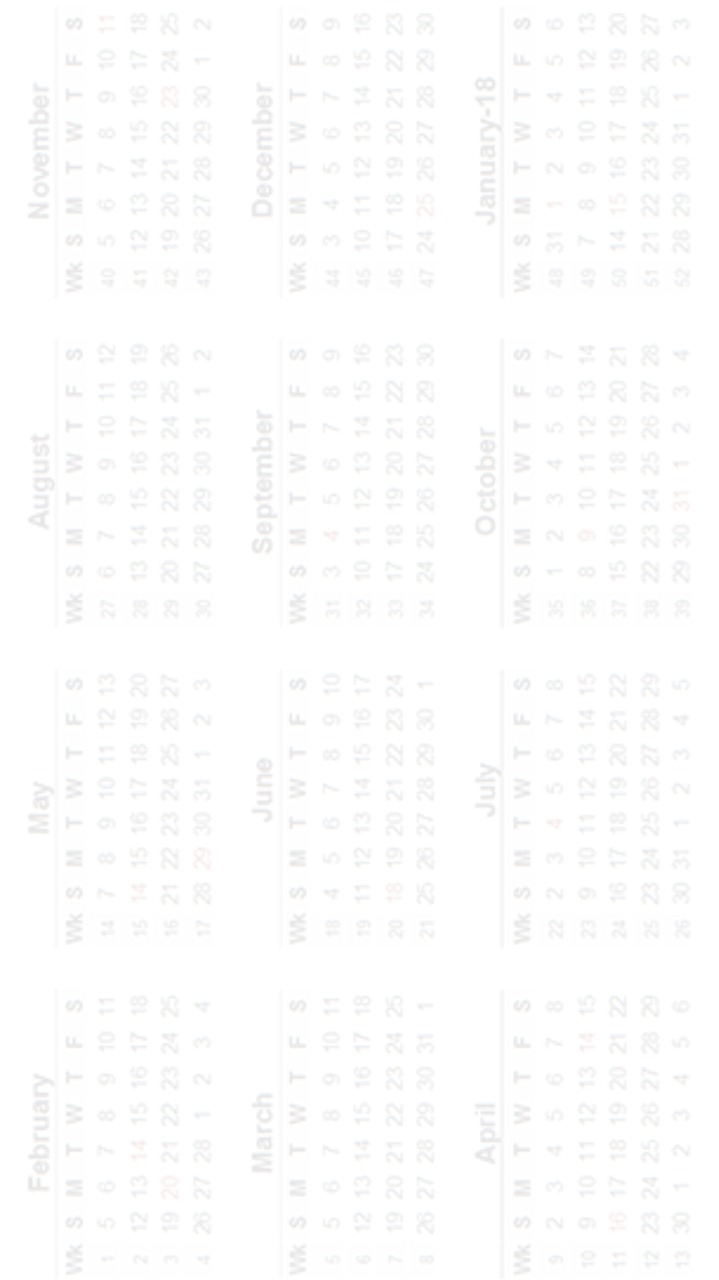 February
Wk S M T W T F S
1 5 6 7 8 9 10 11
2 12 13 14 15 16 17 18
3 19 20 21 22 23 24 25
4 26 27 28 1 2 3 4
March
Wk S M T W T F S
5 5 6 7 8 9 10 11
6 12 13 14 15 16 17 18
7 19 20 21 22 23 24 25
8 26 27 28 29 30 31 1
April
Wk S M T W T F S
9 2 3 4 5 6 7 8
10 9 10 11 12 13 14 15
11 16 17 18 19 20 21 22
12 23 24 25 26 27 28 29
13 30 1 2 3 4 5 6
May
Wk S M T W T F S
14 7 8 9 10 11 12 13
15 14 15 16 17 18 19 20
16 21 22 23 24 25 26 27
17 28 29 30 31 1 2 3
June
Wk S M T W T F S
18 4 5 6 7 8 9 10
19 11 12 13 14 15 16 17
20 18 19 20 21 22 23 24
21 25 26 27 28 29 30 1
July
Wk S M T W T F S
22 2 3 4 5 6 7 8
23 9 10 11 12 13 14 15
24 16 17 18 19 20 21 22
25 23 24 25 26 27 28 29
26 30 31 1 2 3 4 5
August
Wk S M T W T F S
27 6 7 8 9 10 11 12
28 13 14 15 16 17 18 19
29 20 21 22 23 24 25 26
30 27 28 29 30 31 1 2
September
Wk S M T W T F S
31 3 4 5 6 7 8 9
32 10 11 12 13 14 15 16
33 17 18 19 20 21 22 23
34 24 25 26 27 28 29 30
October
Wk S M T W T F S
35 1 2 3 4 5 6 7
36 8 9 10 11 12 13 14
37 15 16 17 18 19 20 21
38 22 23 24 25 26 27 28
39 29 30 31 1 2 3 4
November
Wk S M T W T F S
40 5 6 7 8 9 10 11
41 12 13 14 15 16 17 18
42 19 20 21 22 23 24 25
43 26 27 28 29 30 1 2
December
Wk S M T W T F S
44 3 4 5 6 7 8 9
45 10 11 12 13 14 15 16
46 17 18 19 20 21 22 23
47 24 25 26 27 28 29 30
January-18
Wk S M T W T F S
48 31 1 2 3 4 5 6
49 7 8 9 10 11 12 13
50 14 15 16 17 18 19 20
51 21 22 23 24 25 26 27
52 28 29 30 31 1 2 3